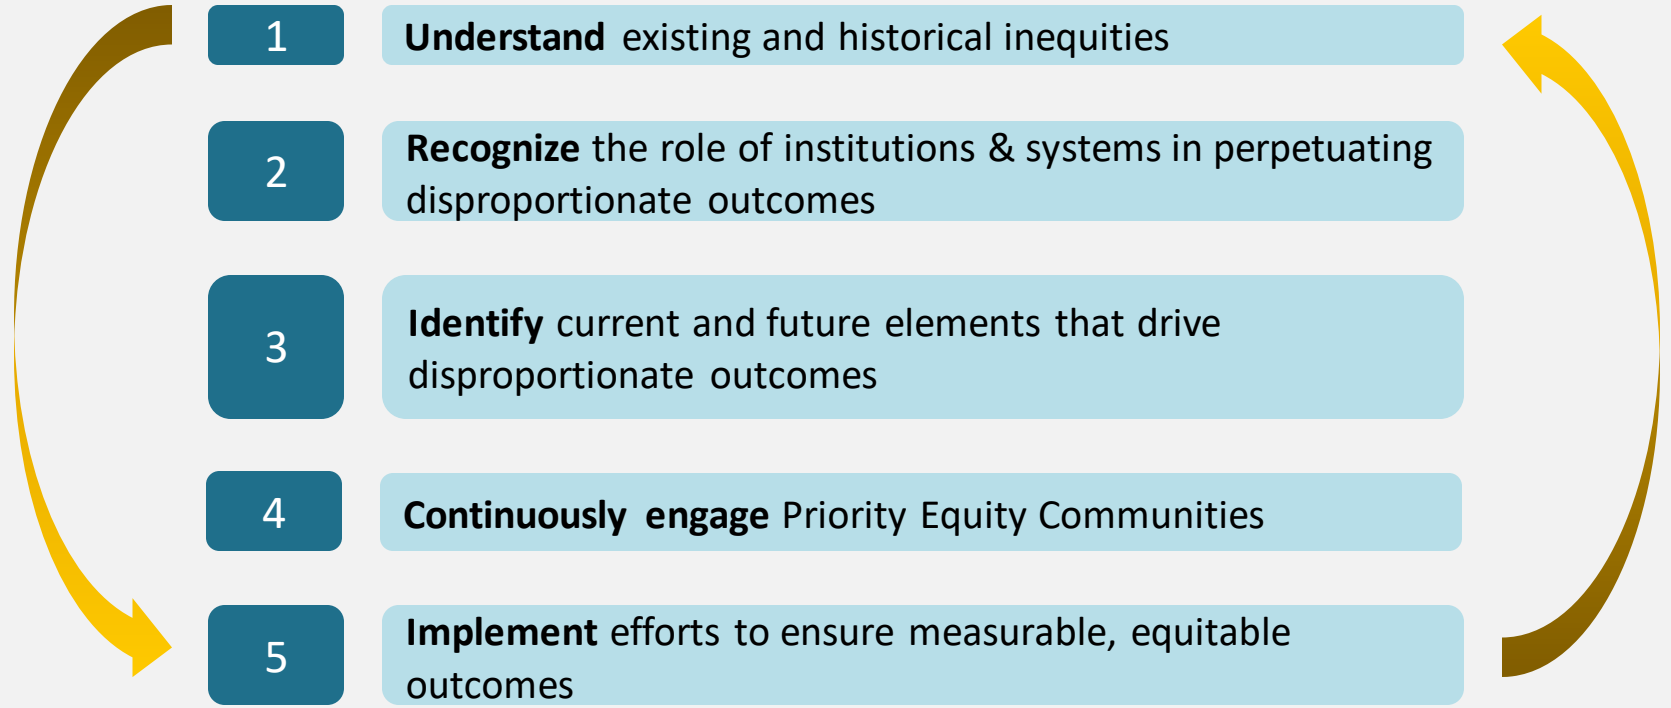 1
Understand existing and historical inequities
2
Recognize the role of institutions & systems in perpetuating
disproportionate outcomes
3
Identify current and future elements that drive
disproportionate outcomes
4
Continuously engage Priority Equity Communities
5
Implement efforts to ensure measurable, equitable
outcomes